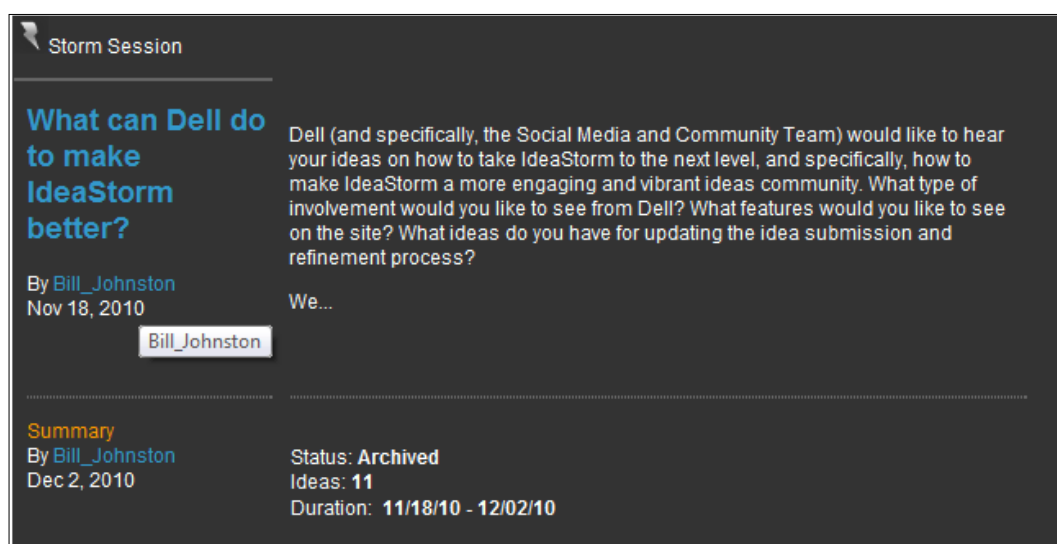 Storm Session
What can Dell do
to make
IdeaStorm
better?
By Bill_Johnston
Nov 18, 2010
Bill_Johnston
Dell (and specifically, the Social Media and Community Team) would like to hear
your ideas on how to take IdeaStorm to the next level, and specifically, how to
make IdeaStorm a more engaging and vibrant ideas community. What type of
involvement would you like to see from Dell? What features would you like to see
on the site? What ideas do you have for updating the idea submission and
refinement process?
We...
Summary
By Bill_Johnston
Dec 2, 2010
Status: Archived
Ideas: 11
Duration: 11/18/10 - 12/02/10